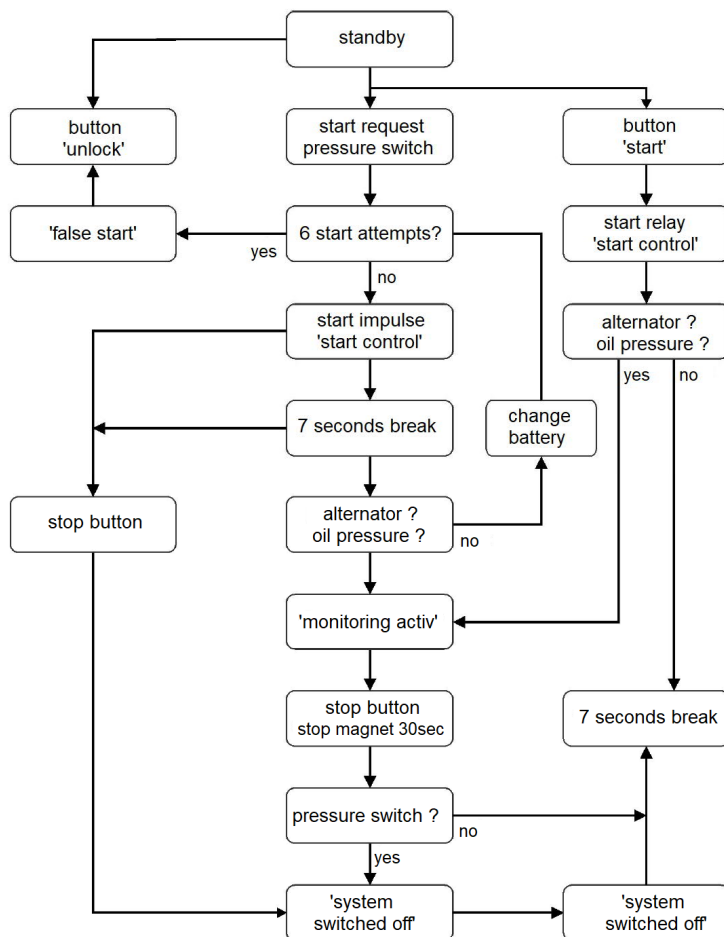 standby
button
'unlock'
start request
pressure switch
button
'start'
'false start'
yes
6 start attempts?
no
start relay
'start control'
start impulse
'start control'
alternator ?
oil pressure ?
yes
no
7 seconds break
change
battery
stop button
alternator ?
oil pressure ?
no
'monitoring activ'
stop button
stop magnet 30sec
7 seconds break
pressure switch ?
no
yes
'system
switched off'
'system
switched off'